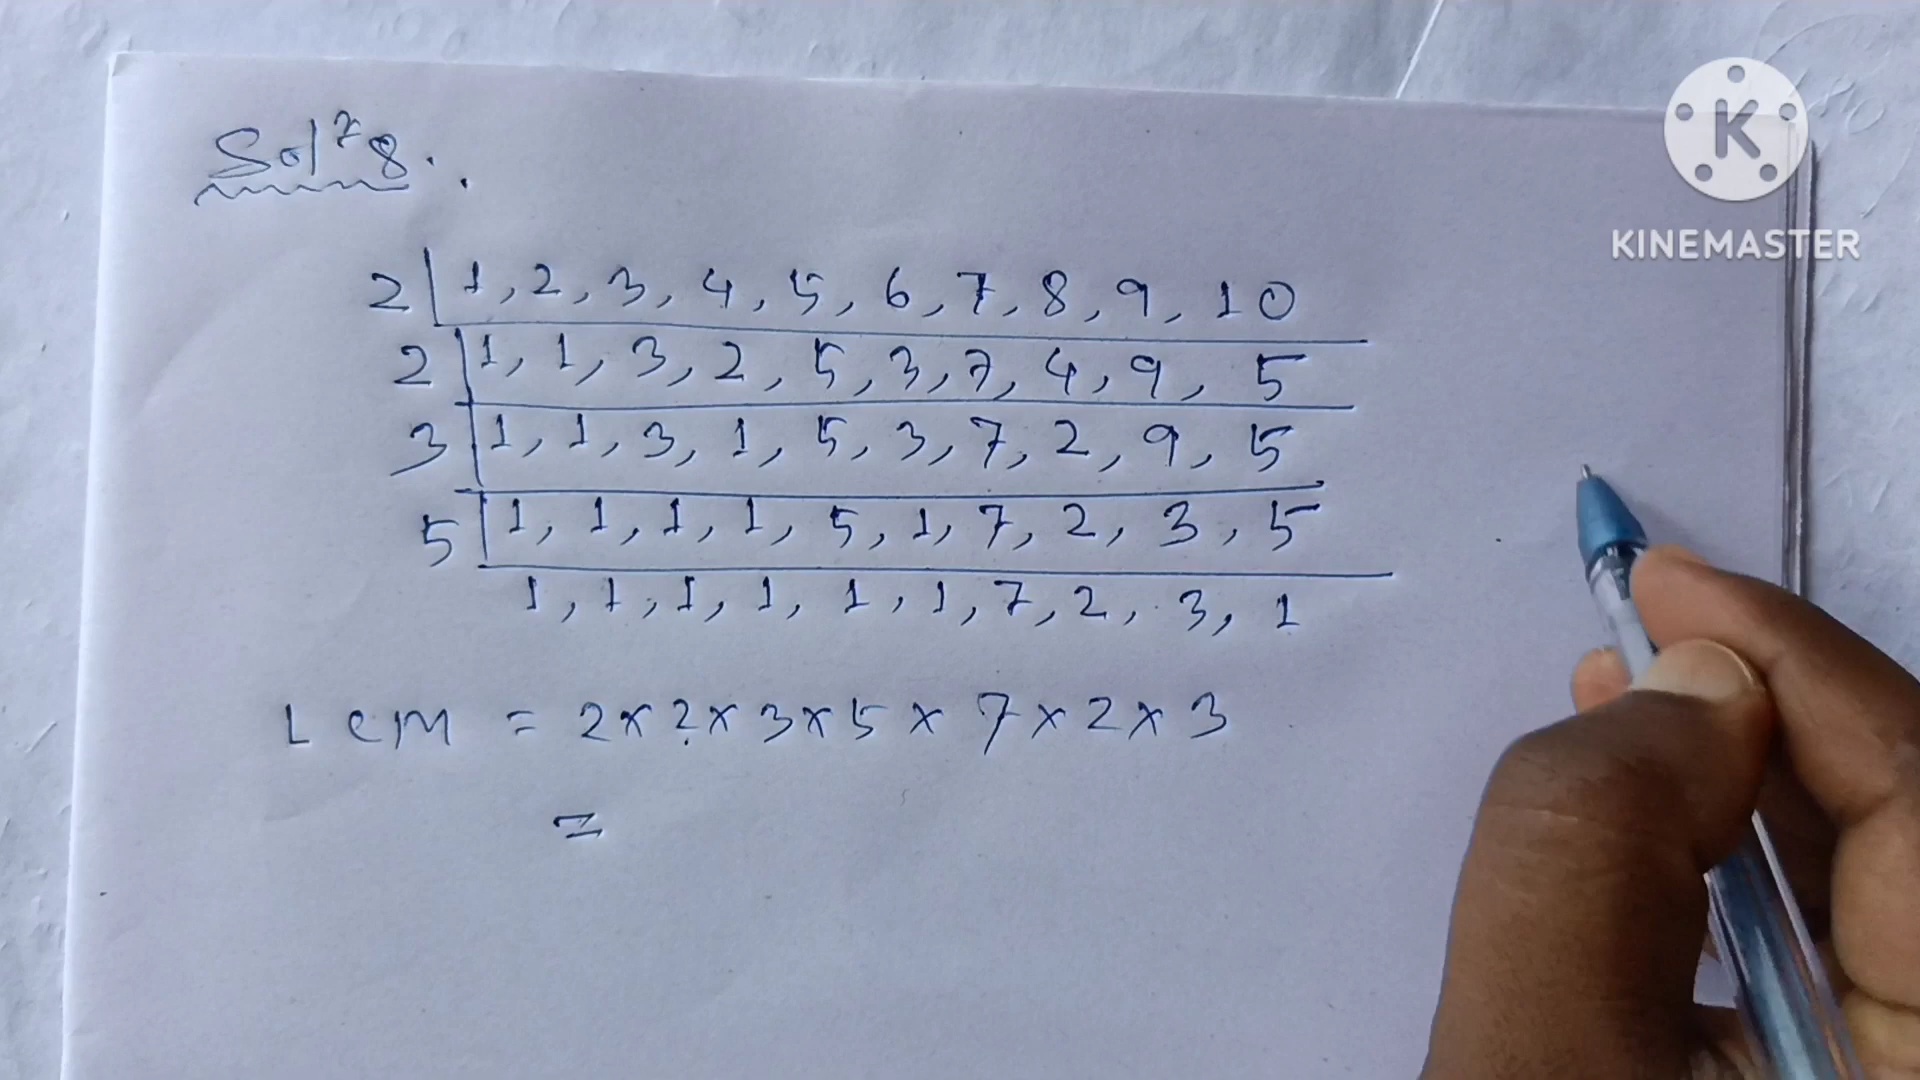 Solⁿ 8.
K
KINEMASTER
2 | 1, 2, 3, 4, 5, 6, 7, 8, 9, 10
2 | 1, 1, 3, 2, 5, 3, 7, 4, 9, 5
3 | 1, 1, 3, 1, 5, 3, 7, 2, 9, 5
5 | 1, 1, 1, 1, 5, 1, 7, 2, 3, 5
1, 1, 1, 1, 1, 1, 7, 2, 3, 1
LCM = 2 × 2 × 3 × 5 × 7 × 2 × 3
=